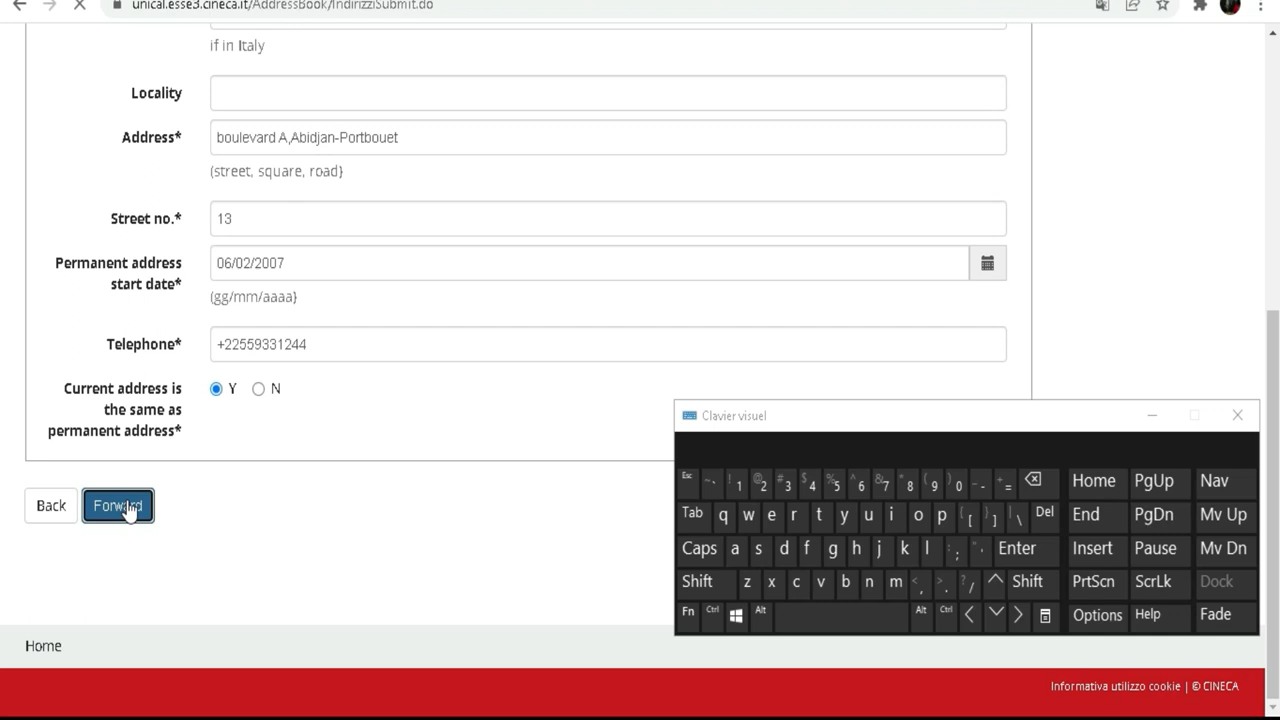 unical.esse3.cineca.it/AddressBook/IndirizziSubmit.do
if in Italy
Locality
Address* boulevard A,Abidjan-Portbouet
(street, square, road}
Street no.* 13
Permanent address
start date* 06/02/2007
(gg/mm/aaaa}
Telephone* +22559331244
Current address is
the same as
permanent address* Y N
Back Forward
Clavier visuel
Esc ~ ` ! 1 @ 2 # 3 $ 4 % 5 ^ 6 & 7 * 8 ( 9 ) 0 _ - + = Home PgUp Nav
Tab q w e r t y u i o p { [ } ] | \ Del End PgDn Mv Up
Caps a s d f g h j k l : ; " ' Enter Insert Pause Mv Dn
Shift z x c v b n m < , > . ? / Shift PrtScn ScrLk Dock
Fn Ctrl Alt Alt Ctrl Options Help Fade
Home
Informativa utilizzo cookie | © CINECA